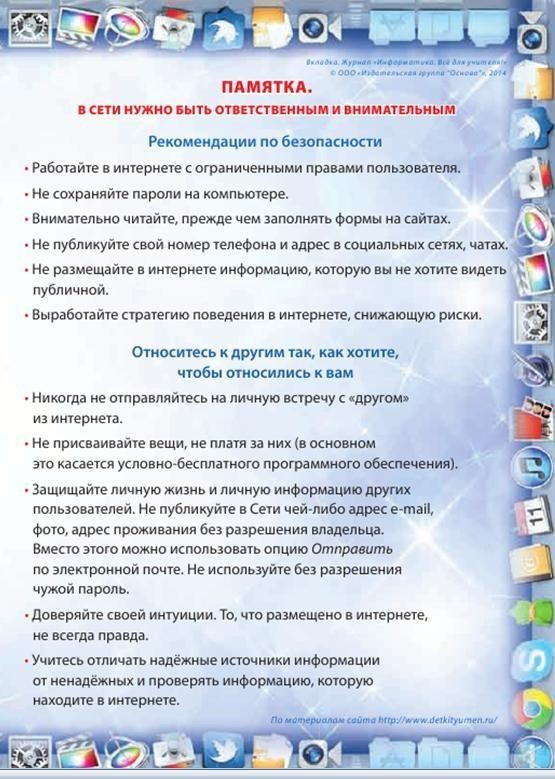 Вкладка. Журнал «Информатика. Всё для учителя!»
© ООО «Издательская группа "Основа"», 2014
ПАМЯТКА.
В СЕТИ НУЖНО БЫТЬ ОТВЕТСТВЕННЫМ И ВНИМАТЕЛЬНЫМ
Рекомендации по безопасности
• Работайте в интернете с ограниченными правами пользователя.
• Не сохраняйте пароли на компьютере.
• Внимательно читайте, прежде чем заполнять формы на сайтах.
• Не публикуйте свой номер телефона и адрес в социальных сетях, чатах.
• Не размещайте в интернете информацию, которую вы не хотите видеть
публичной.
• Выработайте стратегию поведения в интернете, снижающую риски.
Относитесь к другим так, как хотите,
чтобы относились к вам
• Никогда не отправляйтесь на личную встречу с «другом»
из интернета.
• Не присваивайте вещи, не платя за них (в основном
это касается условно-бесплатного программного обеспечения).
• Защищайте личную жизнь и личную информацию других
пользователей. Не публикуйте в Сети чей-либо адрес e-mail,
фото, адрес проживания без разрешения владельца.
Вместо этого можно использовать опцию Отправить
по электронной почте. Не используйте без разрешения
чужой пароль.
• Доверяйте своей интуиции. То, что размещено в интернете,
не всегда правда.
• Учитесь отличать надёжные источники информации
от ненадёжных и проверять информацию, которую
находите в интернете.
По материалам сайта http://www.detkityumen.ru/
11